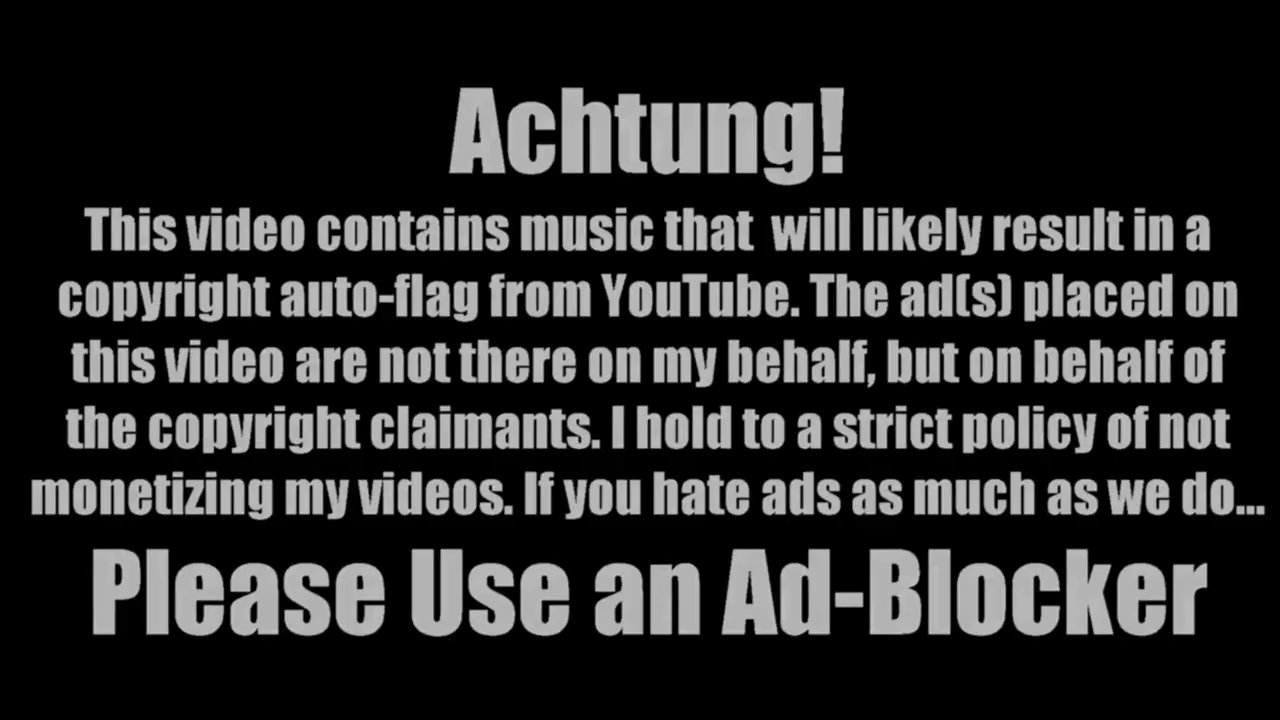 Achtung!
This video contains music that  will likely result in a
copyright auto-flag from YouTube. The ad(s) placed on
this video are not there on my behalf, but on behalf of
the copyright claimants. I hold to a strict policy of not
monetizing my videos. If you hate ads as much as we do...
Please Use an Ad-Blocker